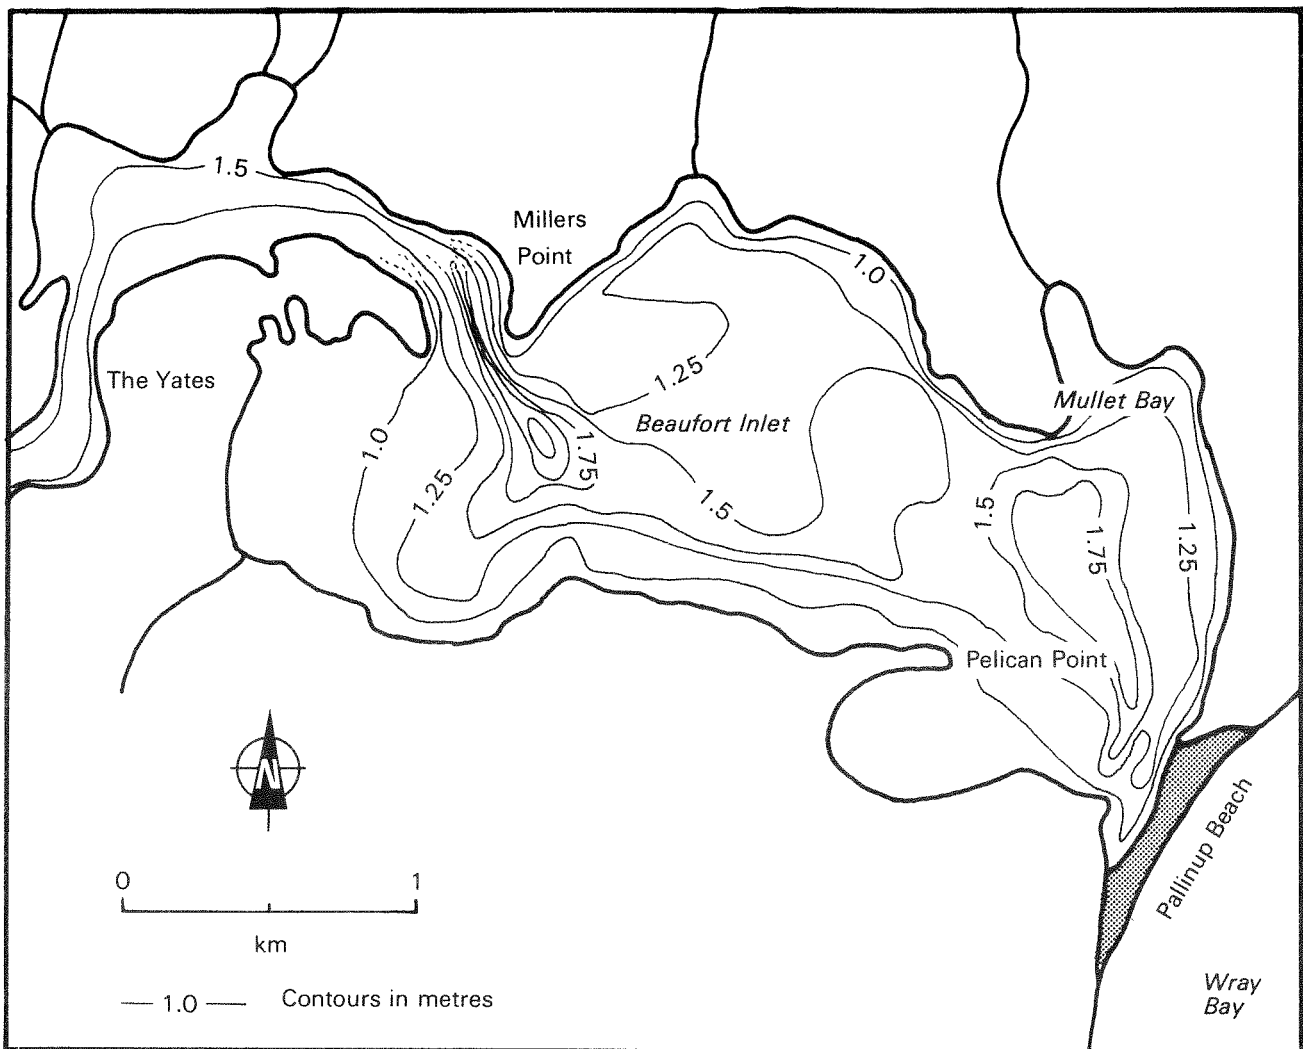 1.5
Millers
Point
1.0
The Yates
1.25
Mullet Bay
Beaufort Inlet
1.0
1.75
1.25
1.5
1.5
1.75
1.25
Pelican Point
N
Pallinup Beach
0 1
km
Wray
Bay
1.0 Contours in metres